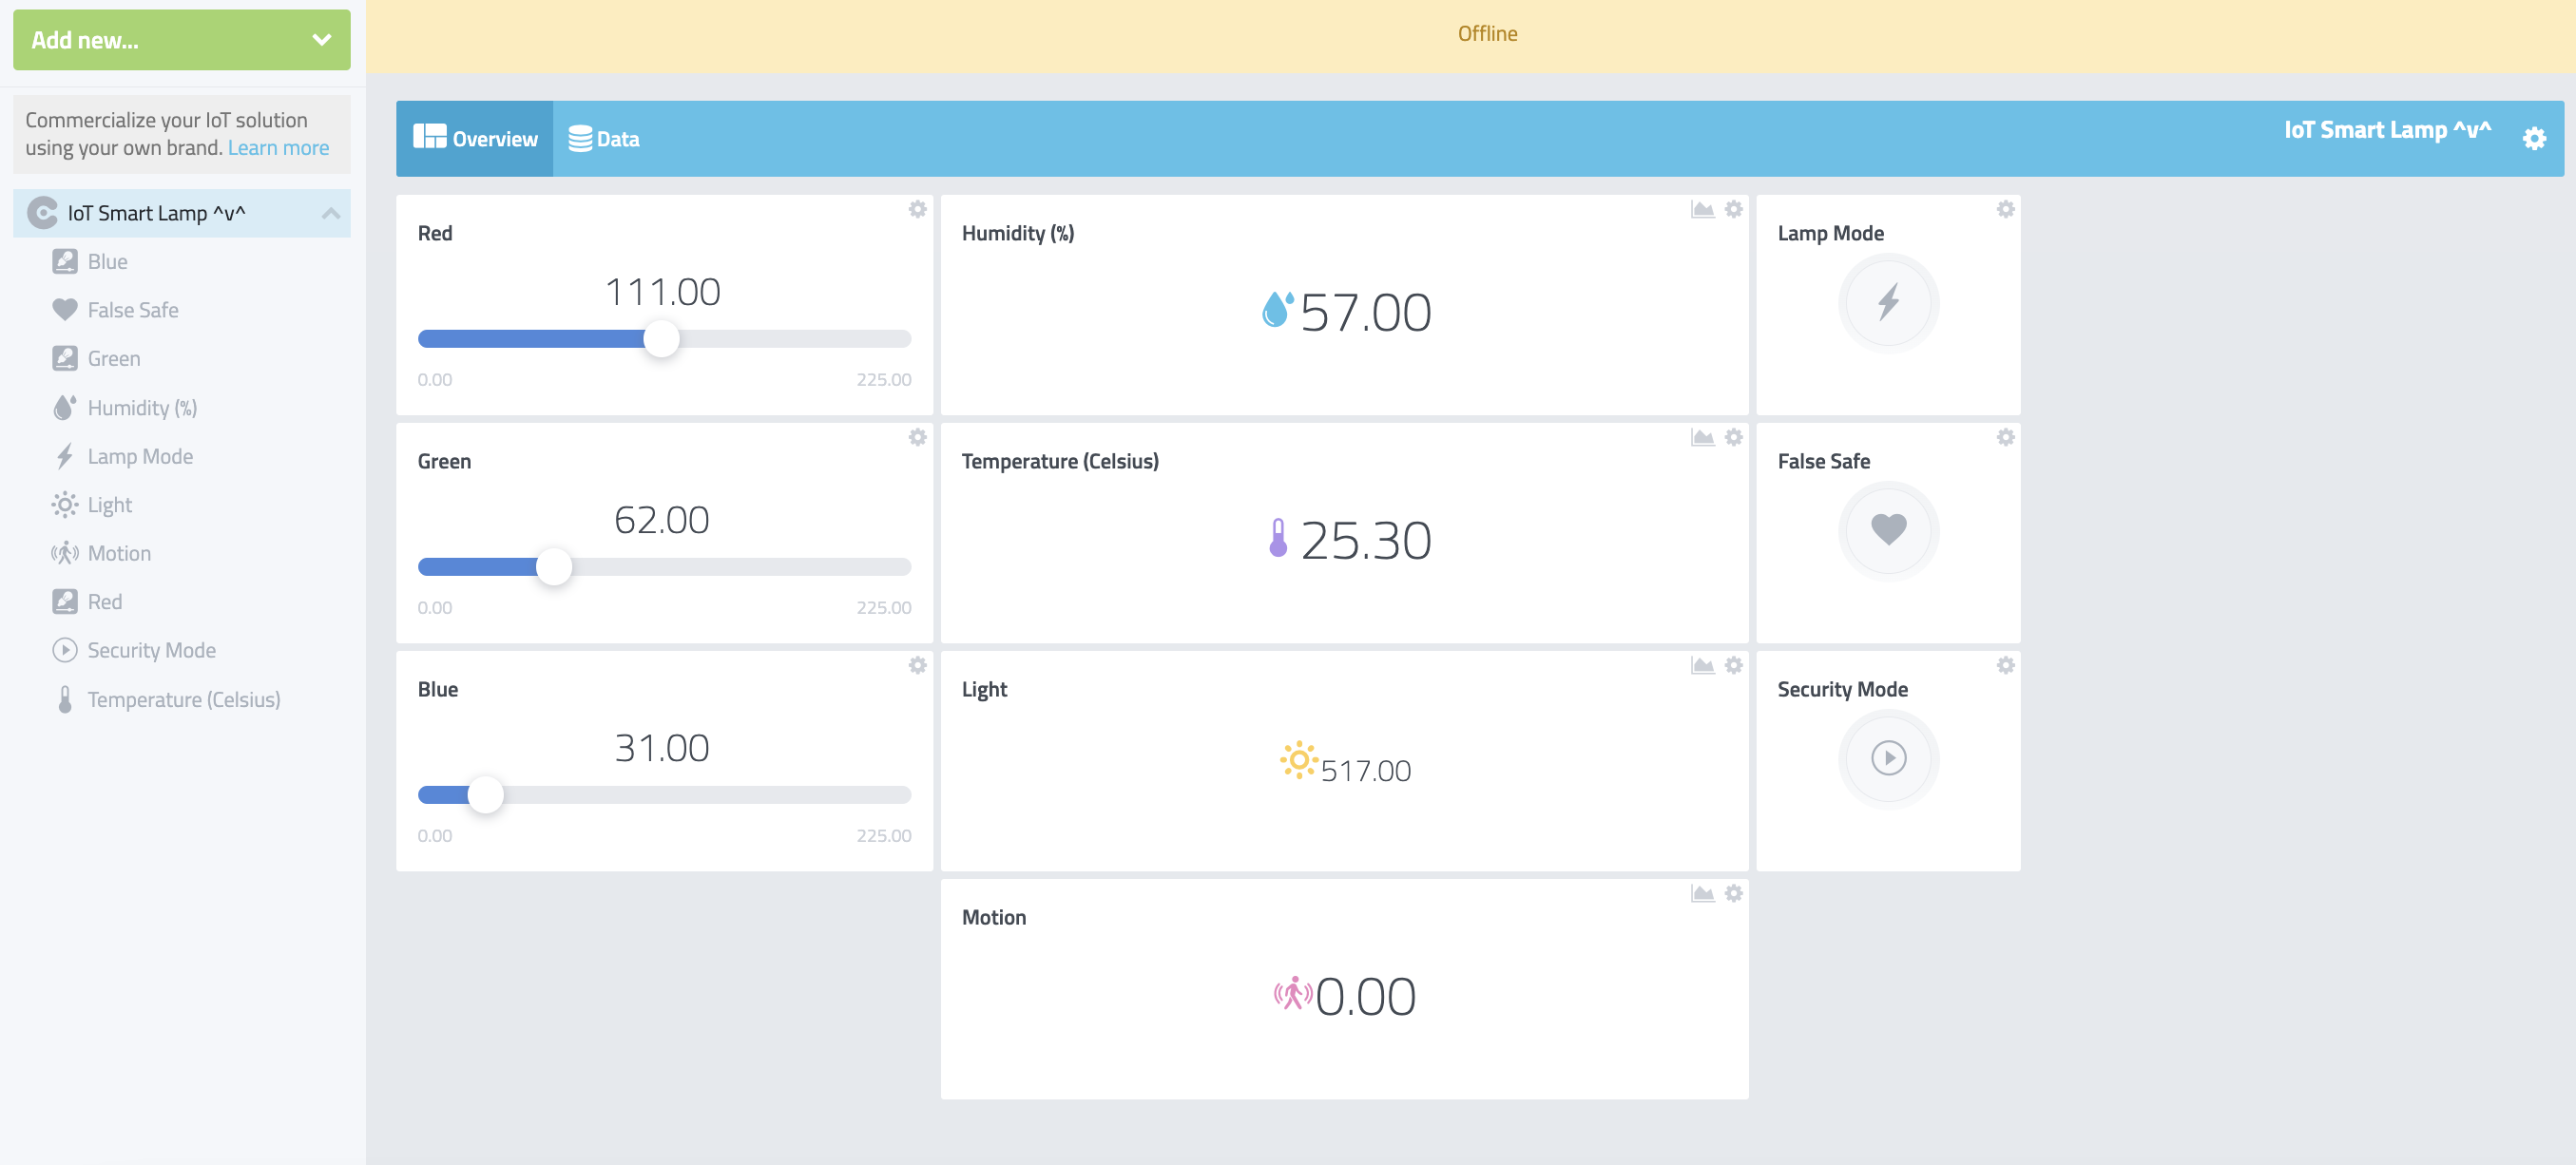 Add new...
Commercialize your IoT solution
using your own brand. Learn more
IoT Smart Lamp ^v^
Blue
False Safe
Green
Humidity (%)
Lamp Mode
Light
Motion
Red
Security Mode
Temperature (Celsius)
Offline
Overview
Data
IoT Smart Lamp ^v^
Red
111.00
0.00 225.00
Humidity (%)
57.00
Lamp Mode
Green
62.00
0.00 225.00
Temperature (Celsius)
25.30
False Safe
Blue
31.00
0.00 225.00
Light
517.00
Security Mode
Motion
0.00